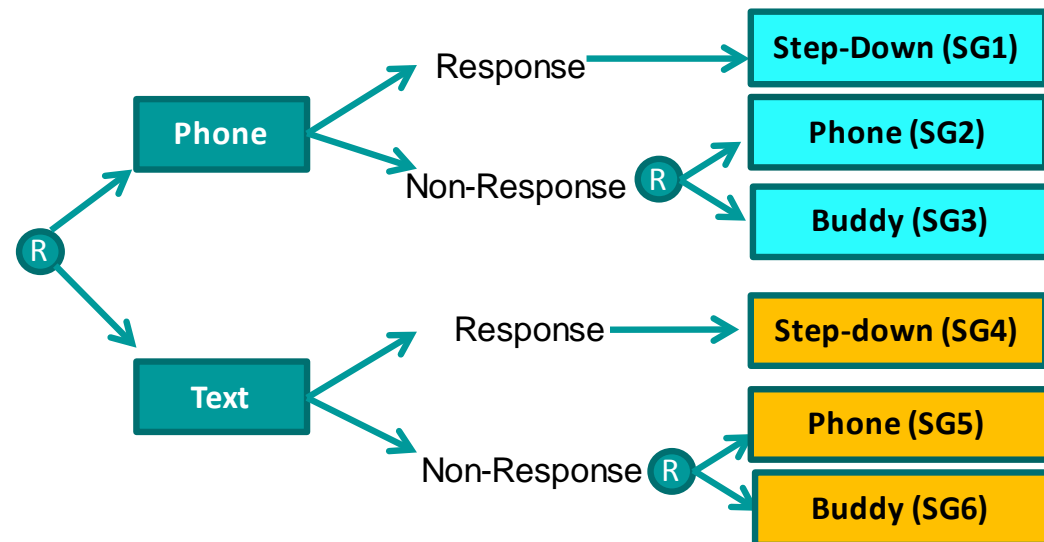 Response
Step-Down (SG1)
Phone
Non-Response
R
Phone (SG2)
Buddy (SG3)
R
Response
Step-down (SG4)
Text
Non-Response
R
Phone (SG5)
Buddy (SG6)